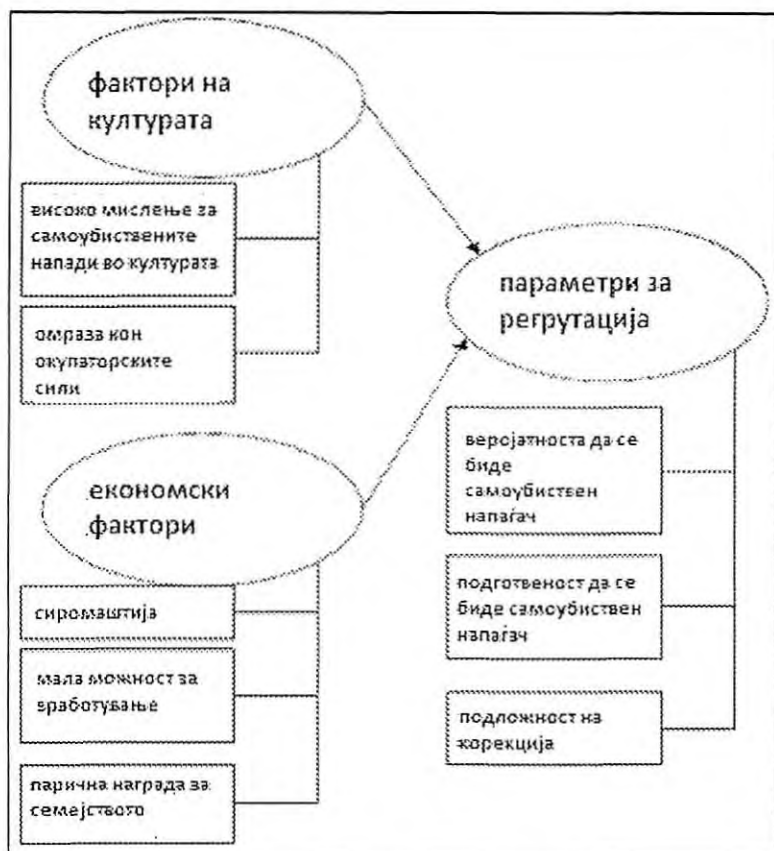 фактори на
културата
високо мислење за
самоубиствените
напади во културата
омраза кон
окупаторските
сили
економски
фактори
сиромаштија
мала можност за
вработување
парична награда за
семејството
параметри за
регрутација
веројатноста да се
биде
самоубиствен
напаѓач
подготвеност да се
биде самоубиствен
напаѓач
подложност на
корекција